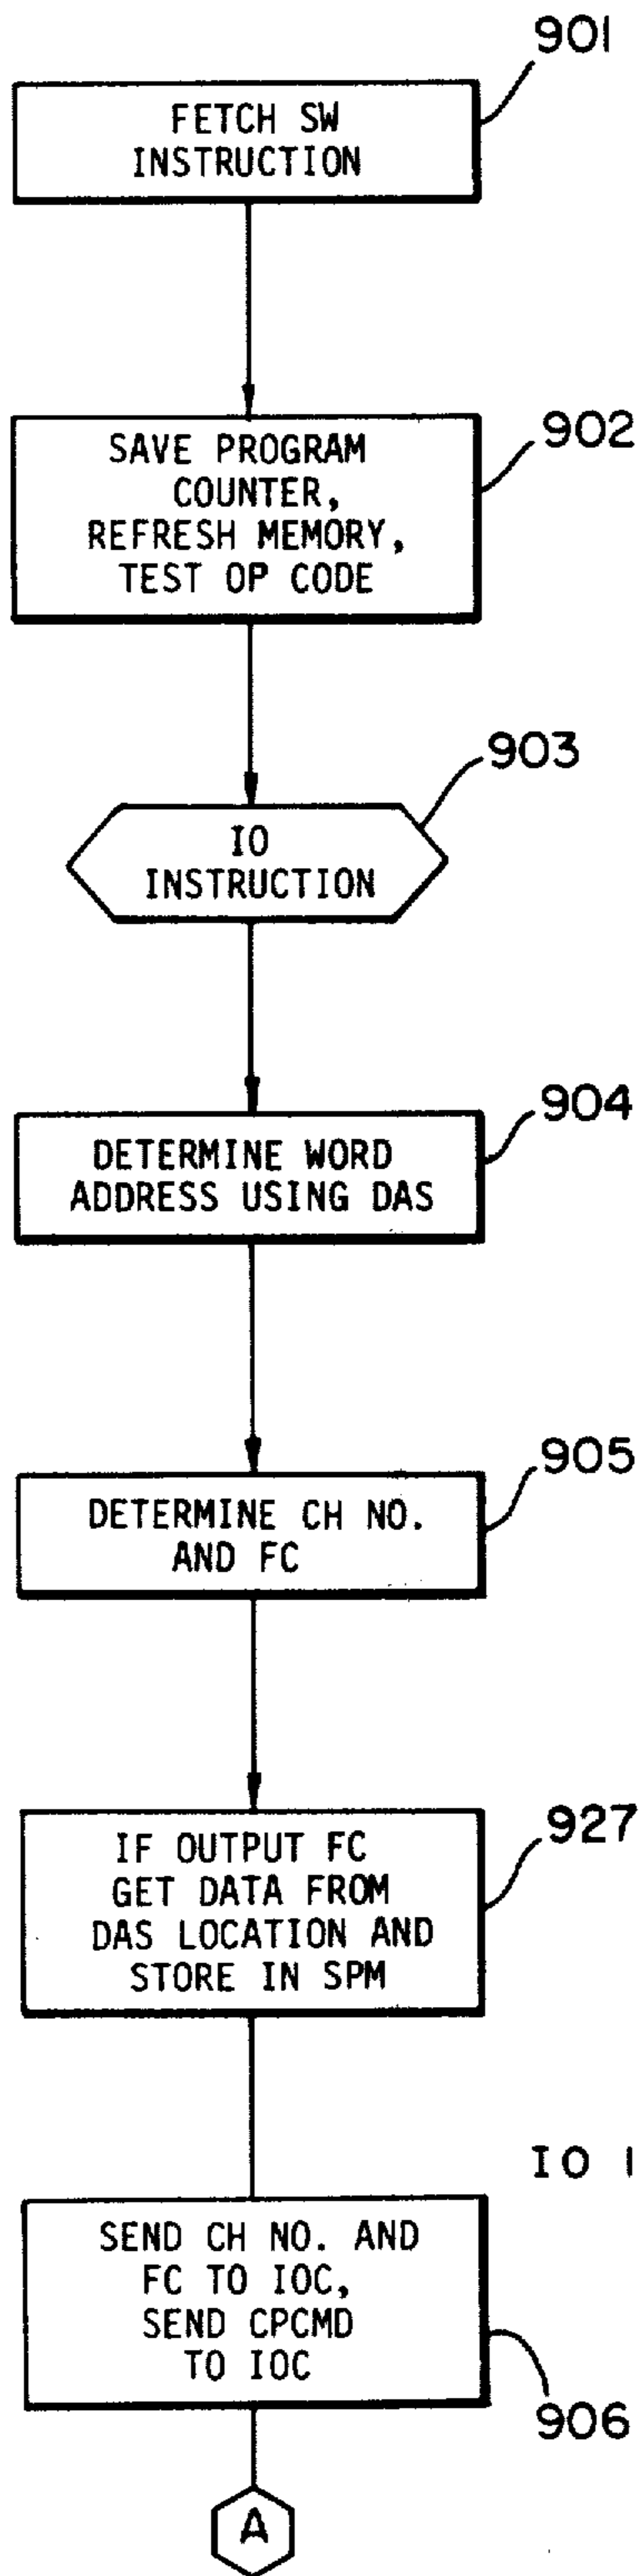 901
FETCH SW
INSTRUCTION
902
SAVE PROGRAM
COUNTER,
REFRESH MEMORY,
TEST OP CODE
903
IO
INSTRUCTION
904
DETERMINE WORD
ADDRESS USING DAS
905
DETERMINE CH NO.
AND FC
927
IF OUTPUT FC
GET DATA FROM
DAS LOCATION AND
STORE IN SPM
IO 1
SEND CH NO. AND
FC TO IOC,
SEND CPCMD
TO IOC
906
A